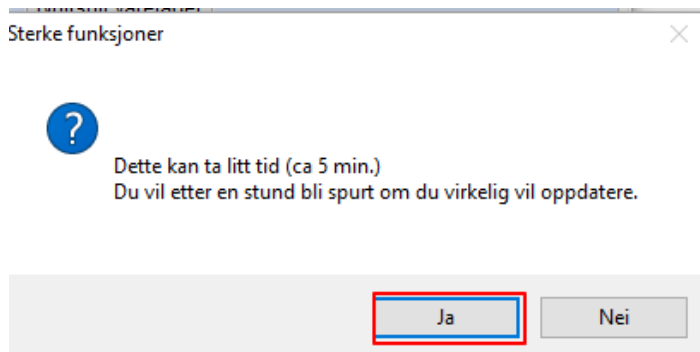 Sterke funksjoner
?
Dette kan ta litt tid (ca 5 min.)
Du vil etter en stund bli spurt om du virkelig vil oppdatere.
Ja
Nei